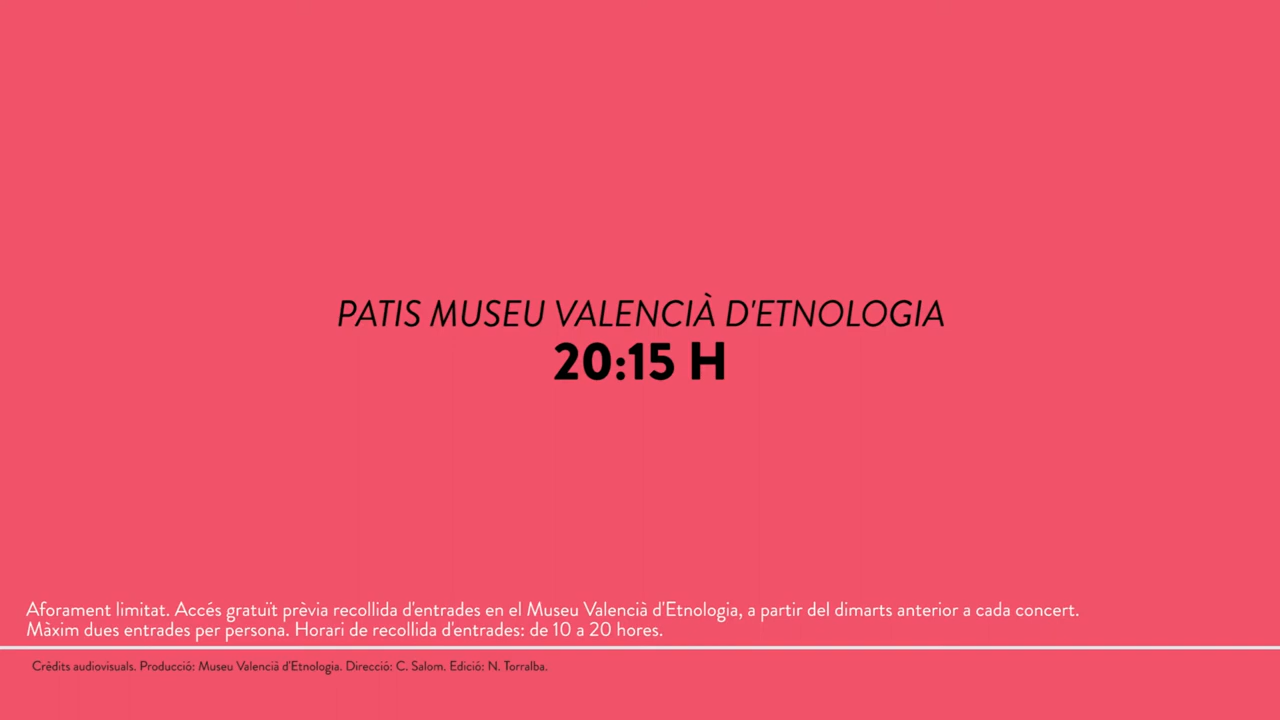 PATIS MUSEU VALENCIÀ D'ETNOLOGIA
20:15 H
Aforament limitat. Accés gratuït prèvia recollida d'entrades en el Museu Valencià d'Etnologia, a partir del dimarts anterior a cada concert.
Màxim dues entrades per persona. Horari de recollida d'entrades: de 10 a 20 hores.
Crèdits audiovisuals. Producció: Museu Valencià d'Etnologia. Direcció: C. Salom. Edició: N. Torralba.